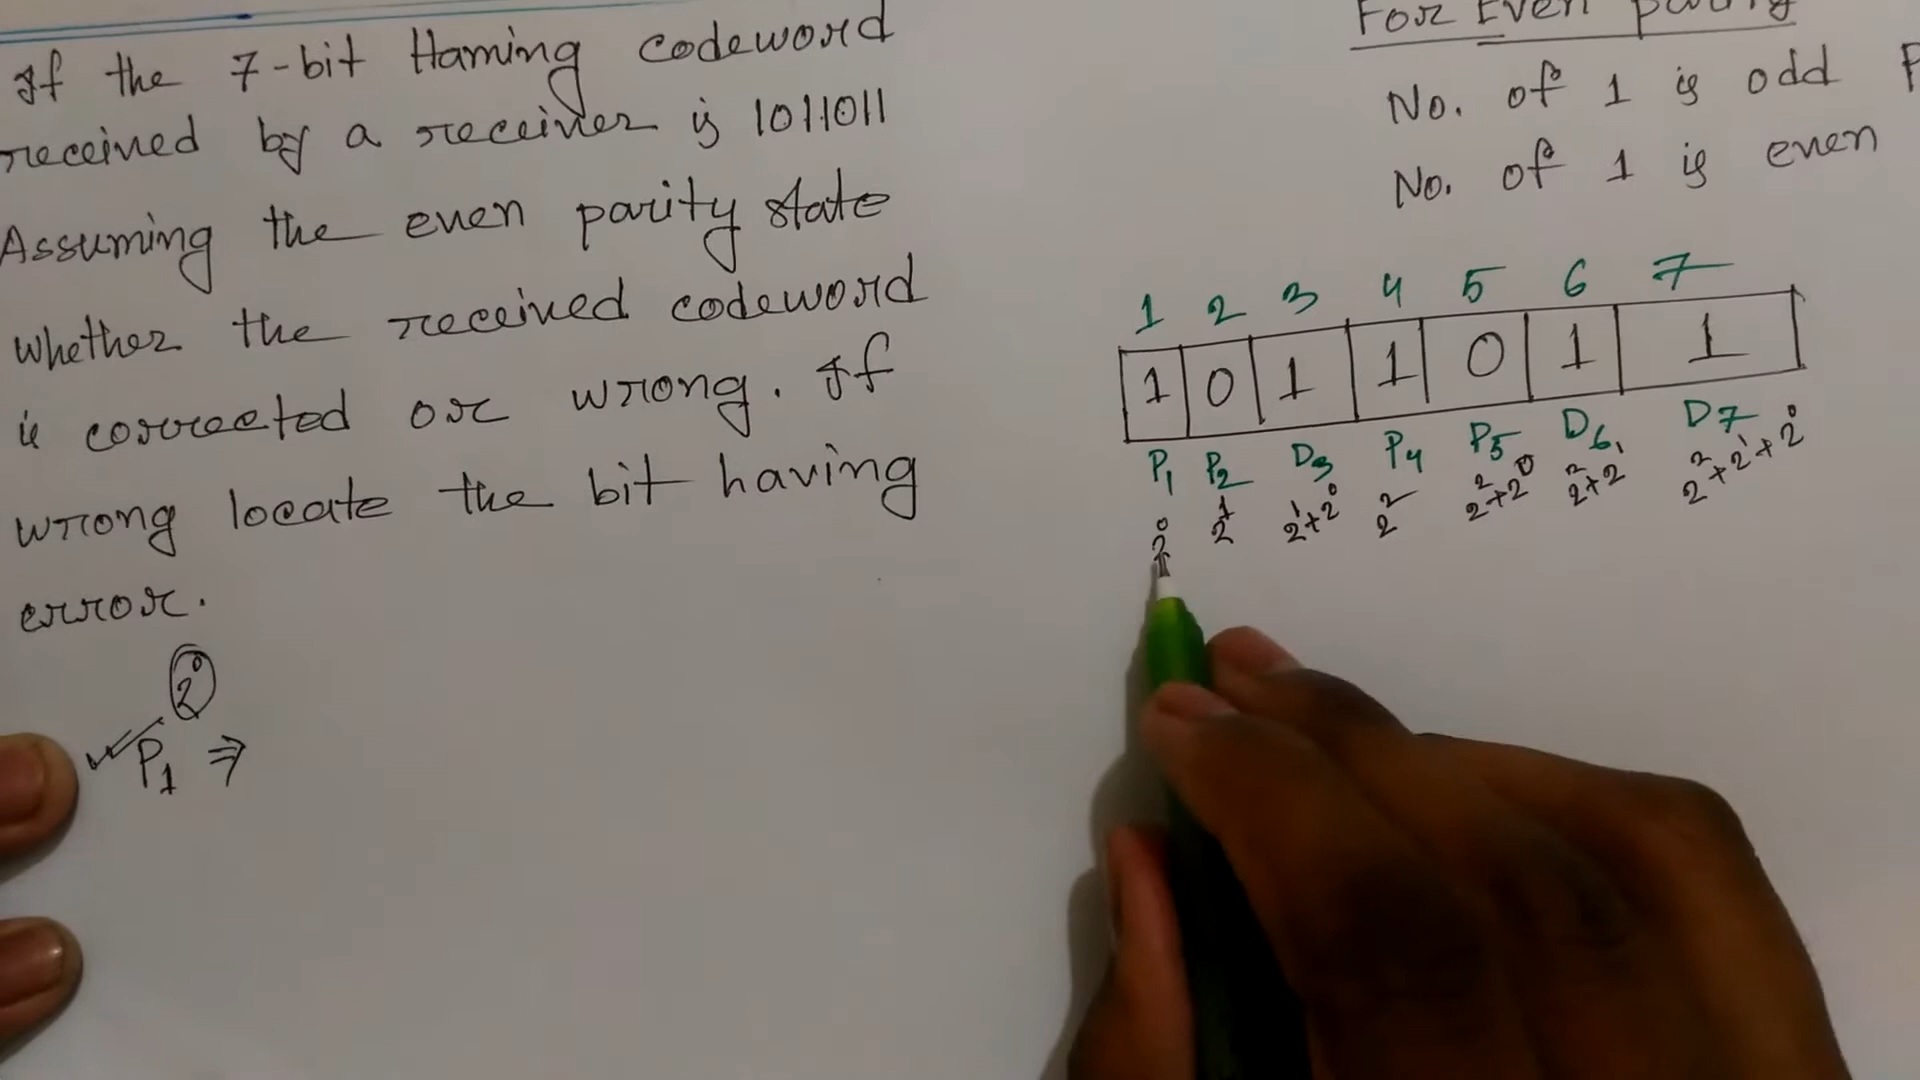 If the 7-bit Haming codeword
received by a receiver is 1011011
Assuming the even parity state
whether the received codeword
is corrected or wrong. If
wrong locate the bit having
error.
2⁰
P₁ ⇒
For Even parity
No. of 1 is odd P
No. of 1 is even
1 2 3 4 5 6 7
1 0 1 1 0 1 1
P₁ P₂ D₃ P₄ P₅ D₆ D₇
2⁰ 2¹ 2¹+2⁰ 2² 2²+2⁰ 2²+2¹ 2²+2¹+2⁰